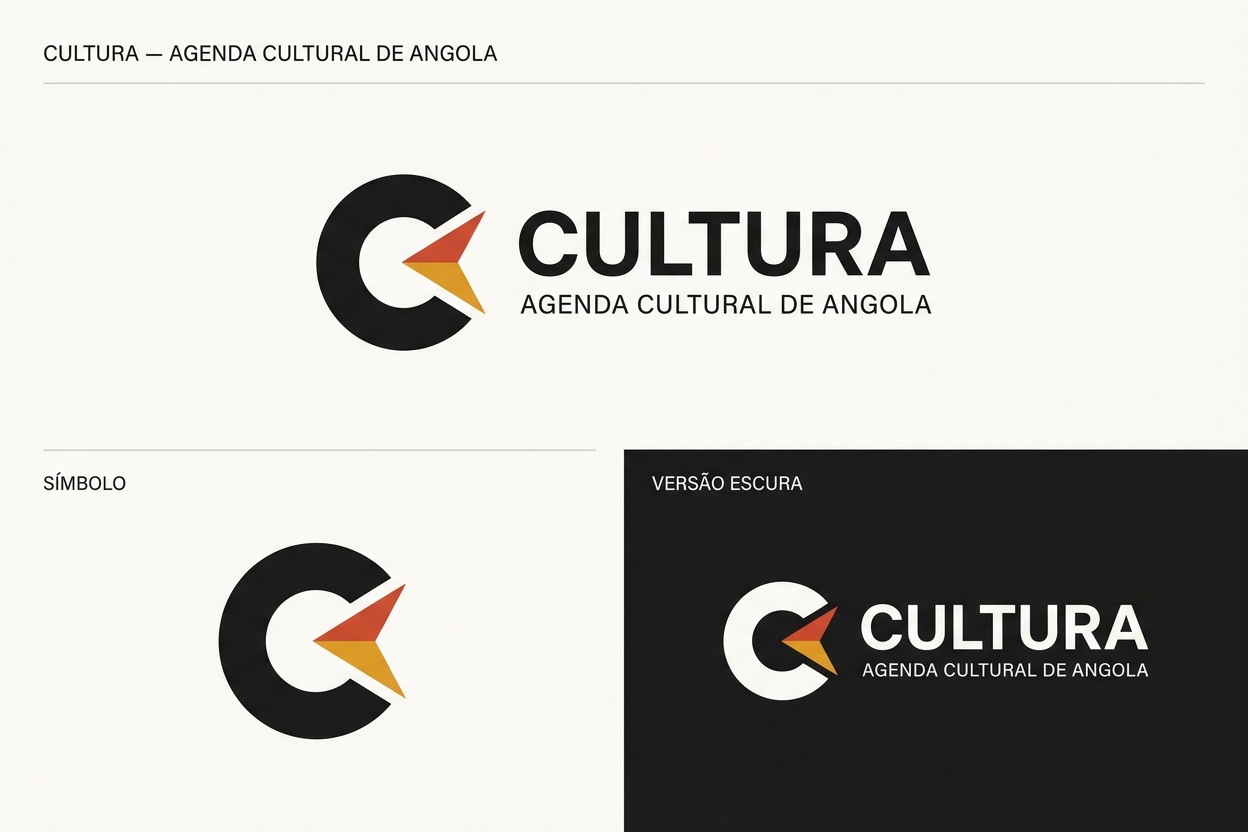 CULTURA — AGENDA CULTURAL DE ANGOLA
CULTURA
AGENDA CULTURAL DE ANGOLA
SÍMBOLO
VERSÃO ESCURA
CULTURA
AGENDA CULTURAL DE ANGOLA